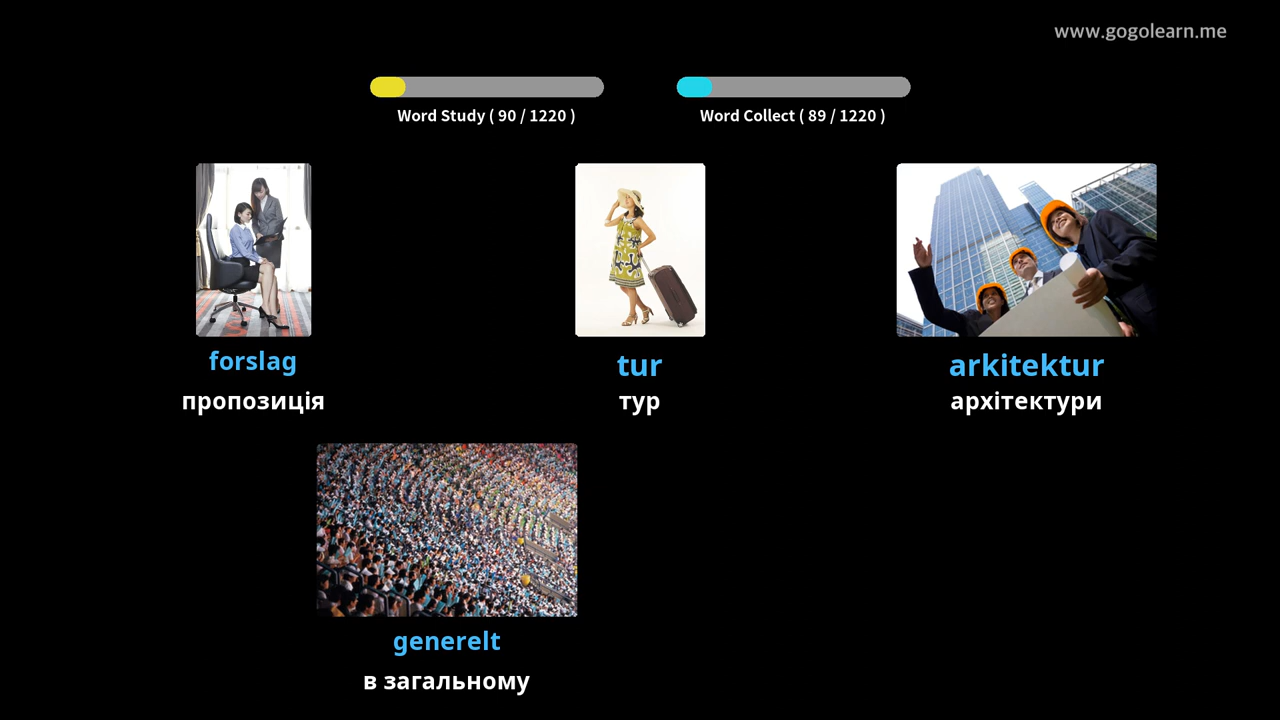 www.gogolearn.me
Word Study ( 90 / 1220 )
Word Collect ( 89 / 1220 )
forslag
пропозиція
tur
тур
arkitektur
архітектури
generelt
в загальному